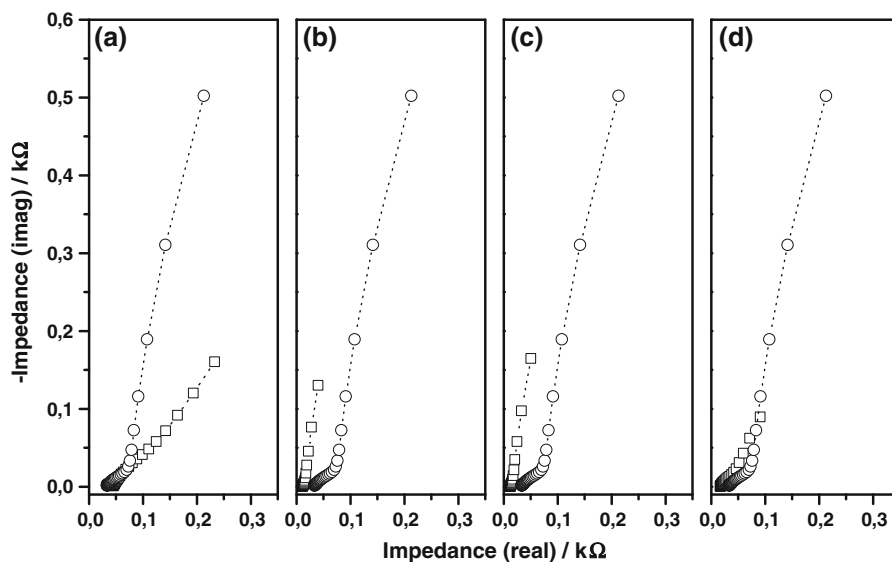 (a) (b) (c) (d)
0,6
0,5
0,4
0,3
0,2
0,1
0,0
-Impedance (imag) / kΩ
0,0 0,1 0,2 0,3 0,0 0,1 0,2 0,3 0,0 0,1 0,2 0,3 0,0 0,1 0,2 0,3
Impedance (real) / kΩ